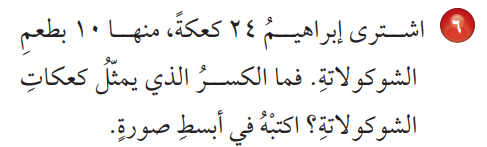 ٦ اشترى إبراهيمُ ٢٤ كعكةً، منها ١٠ بطعمِ
الشوكولاتةِ. فما الكسرُ الذي يمثّلُ كعكاتِ
الشوكولاتةِ؟ اكتبْهُ في أبسطِ صورةٍ.